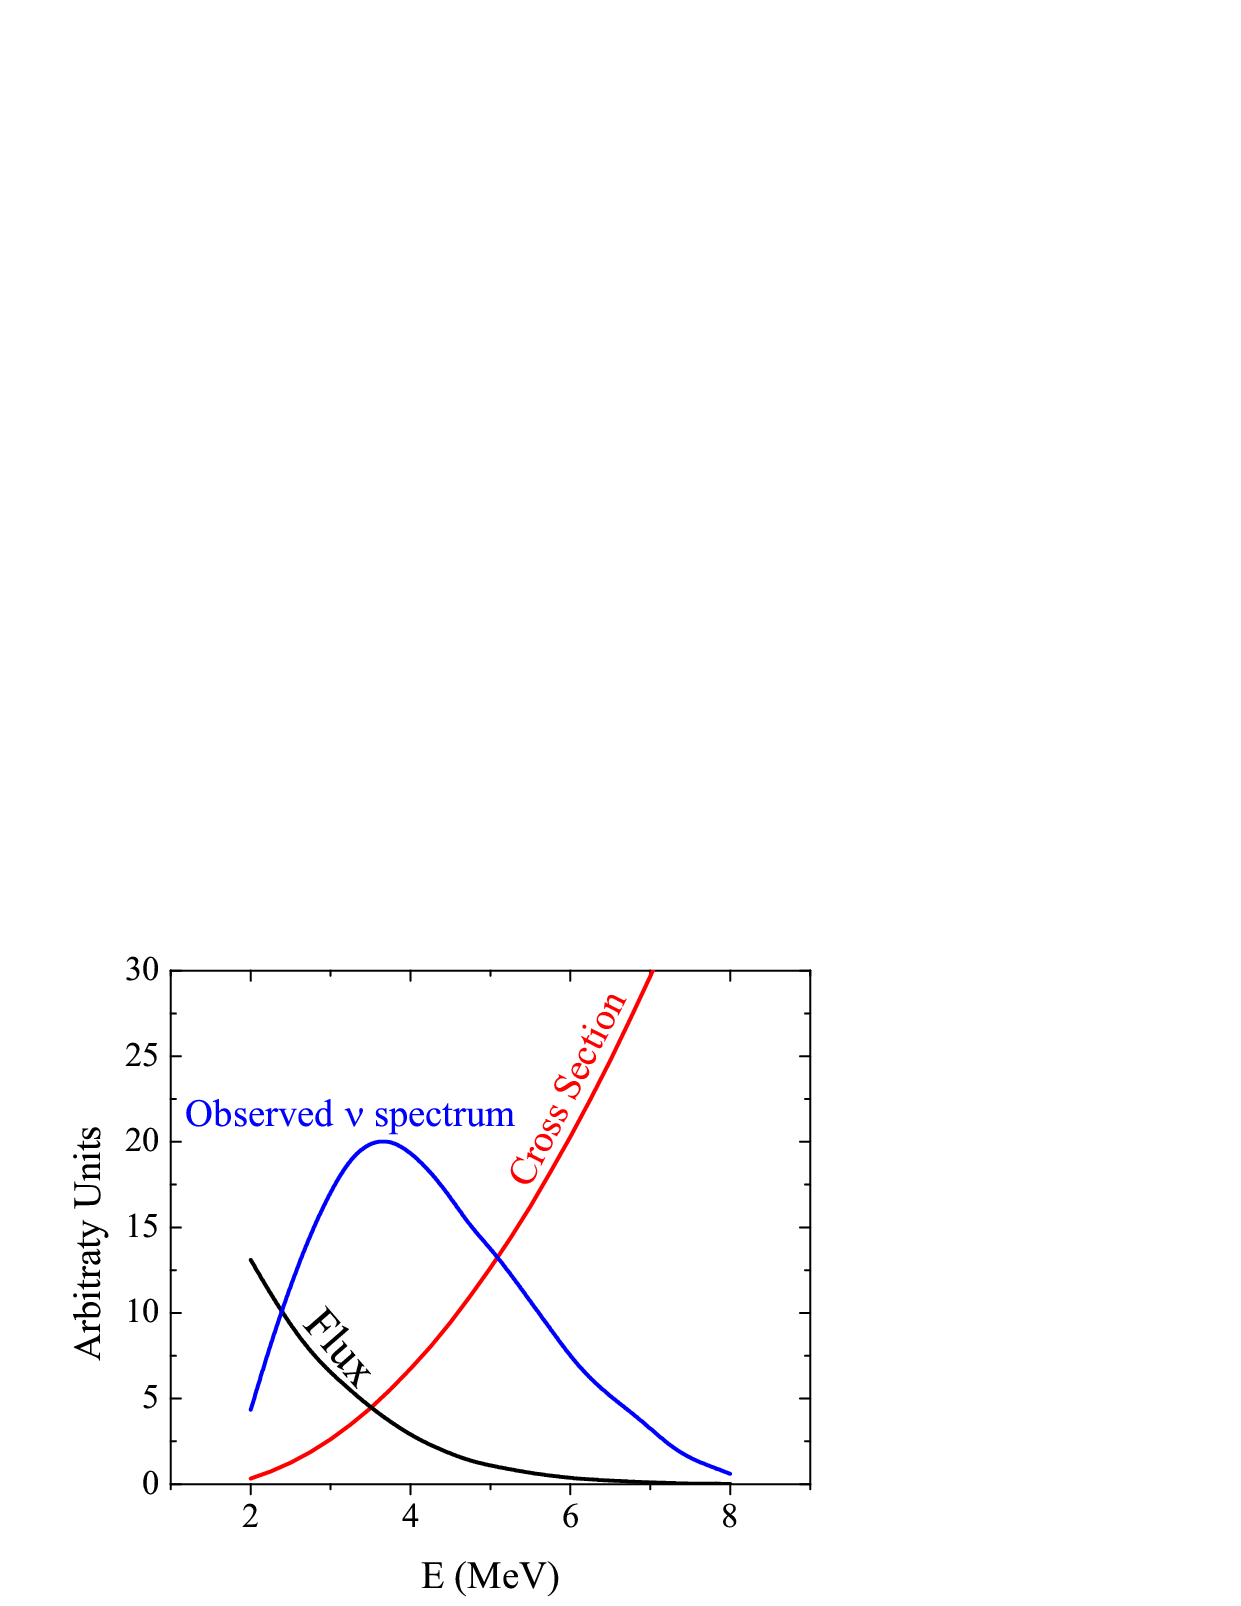 30
25
20
15
10
5
0
Arbitraty Units
Observed ν spectrum
Cross Section
Flux
2 4 6 8
E (MeV)